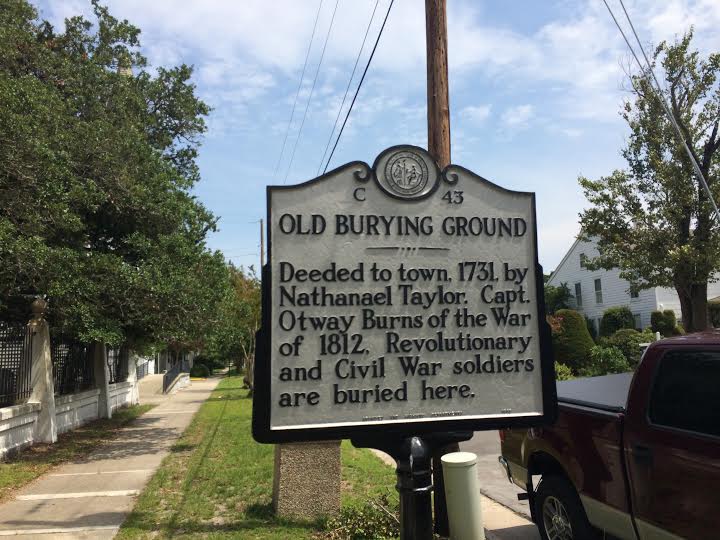 C 43
OLD BURYING GROUND
Deeded to town, 1731, by
Nathanael Taylor. Capt.
Otway Burns of the War
of 1812, Revolutionary
and Civil War soldiers
are buried here.